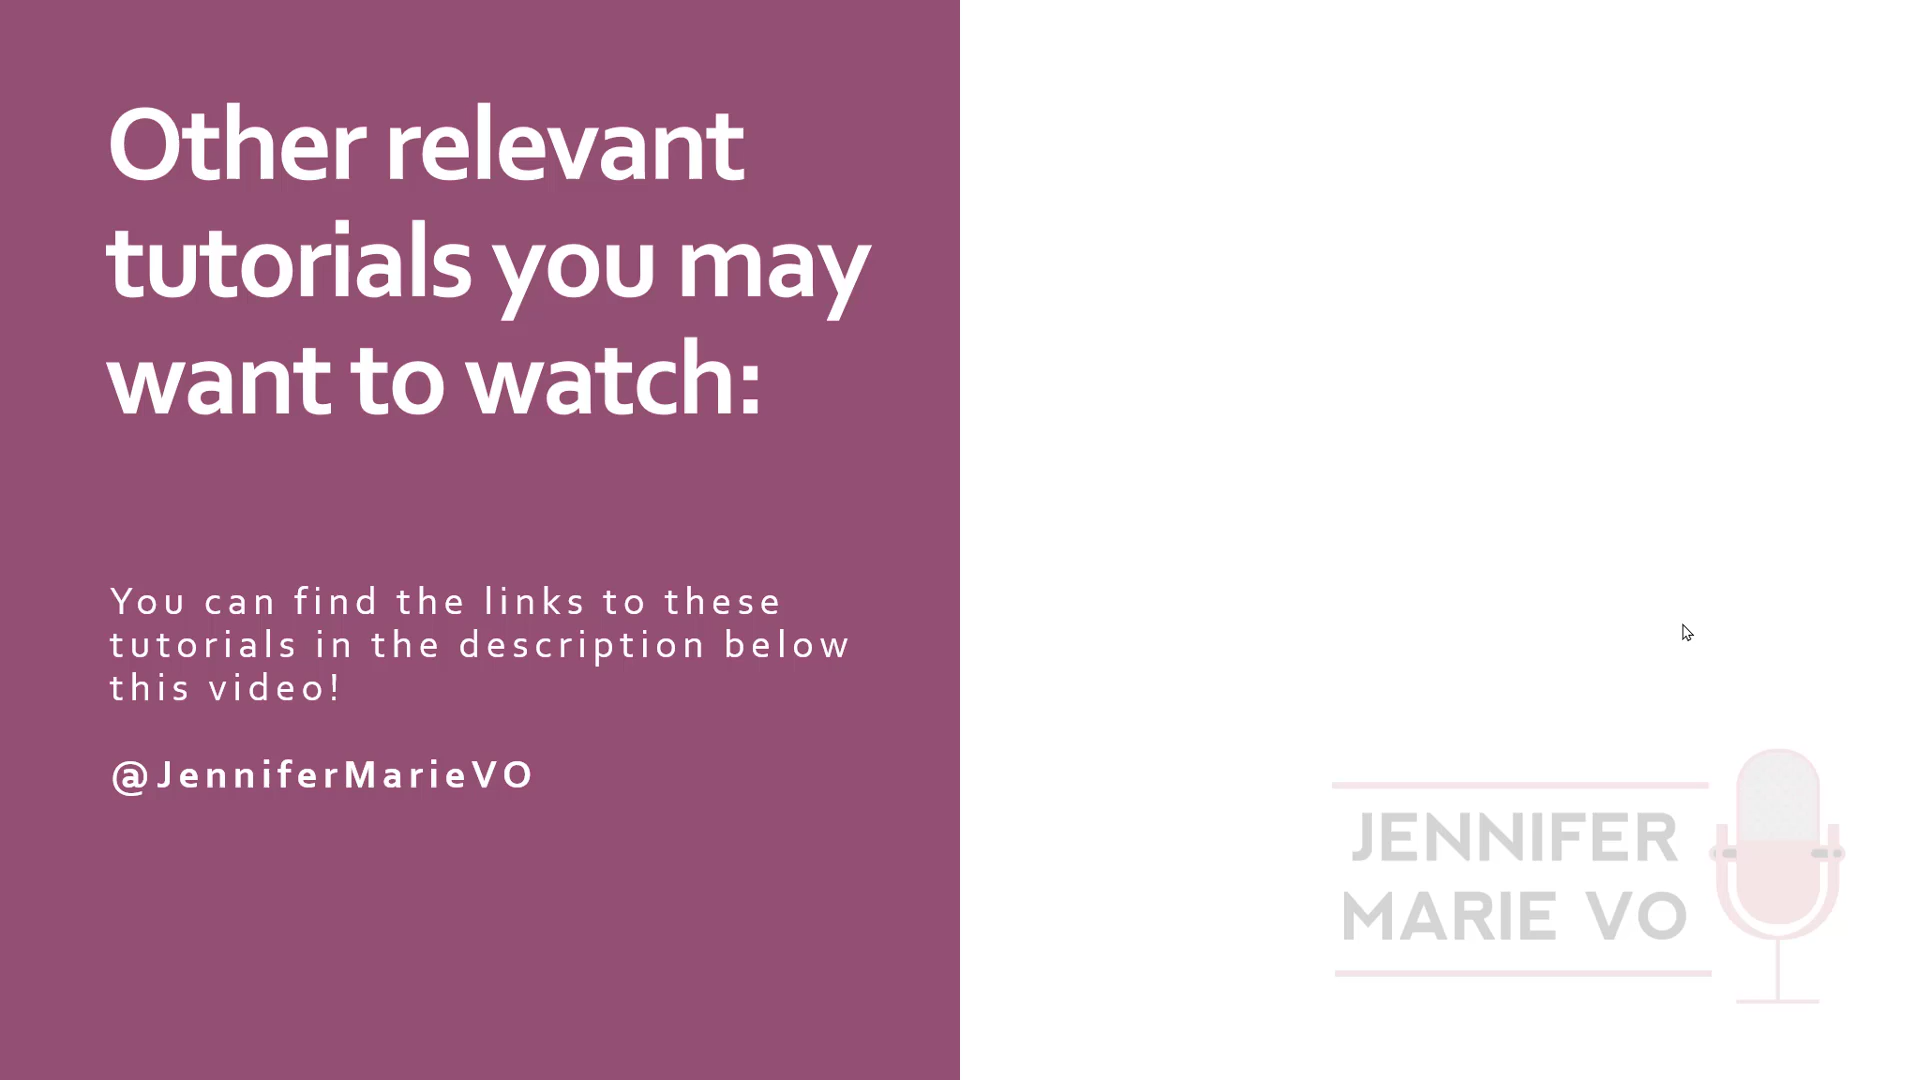 Other relevant
tutorials you may
want to watch:
You can find the links to these
tutorials in the description below
this video!
@JenniferMarieVO
JENNIFER
MARIE VO